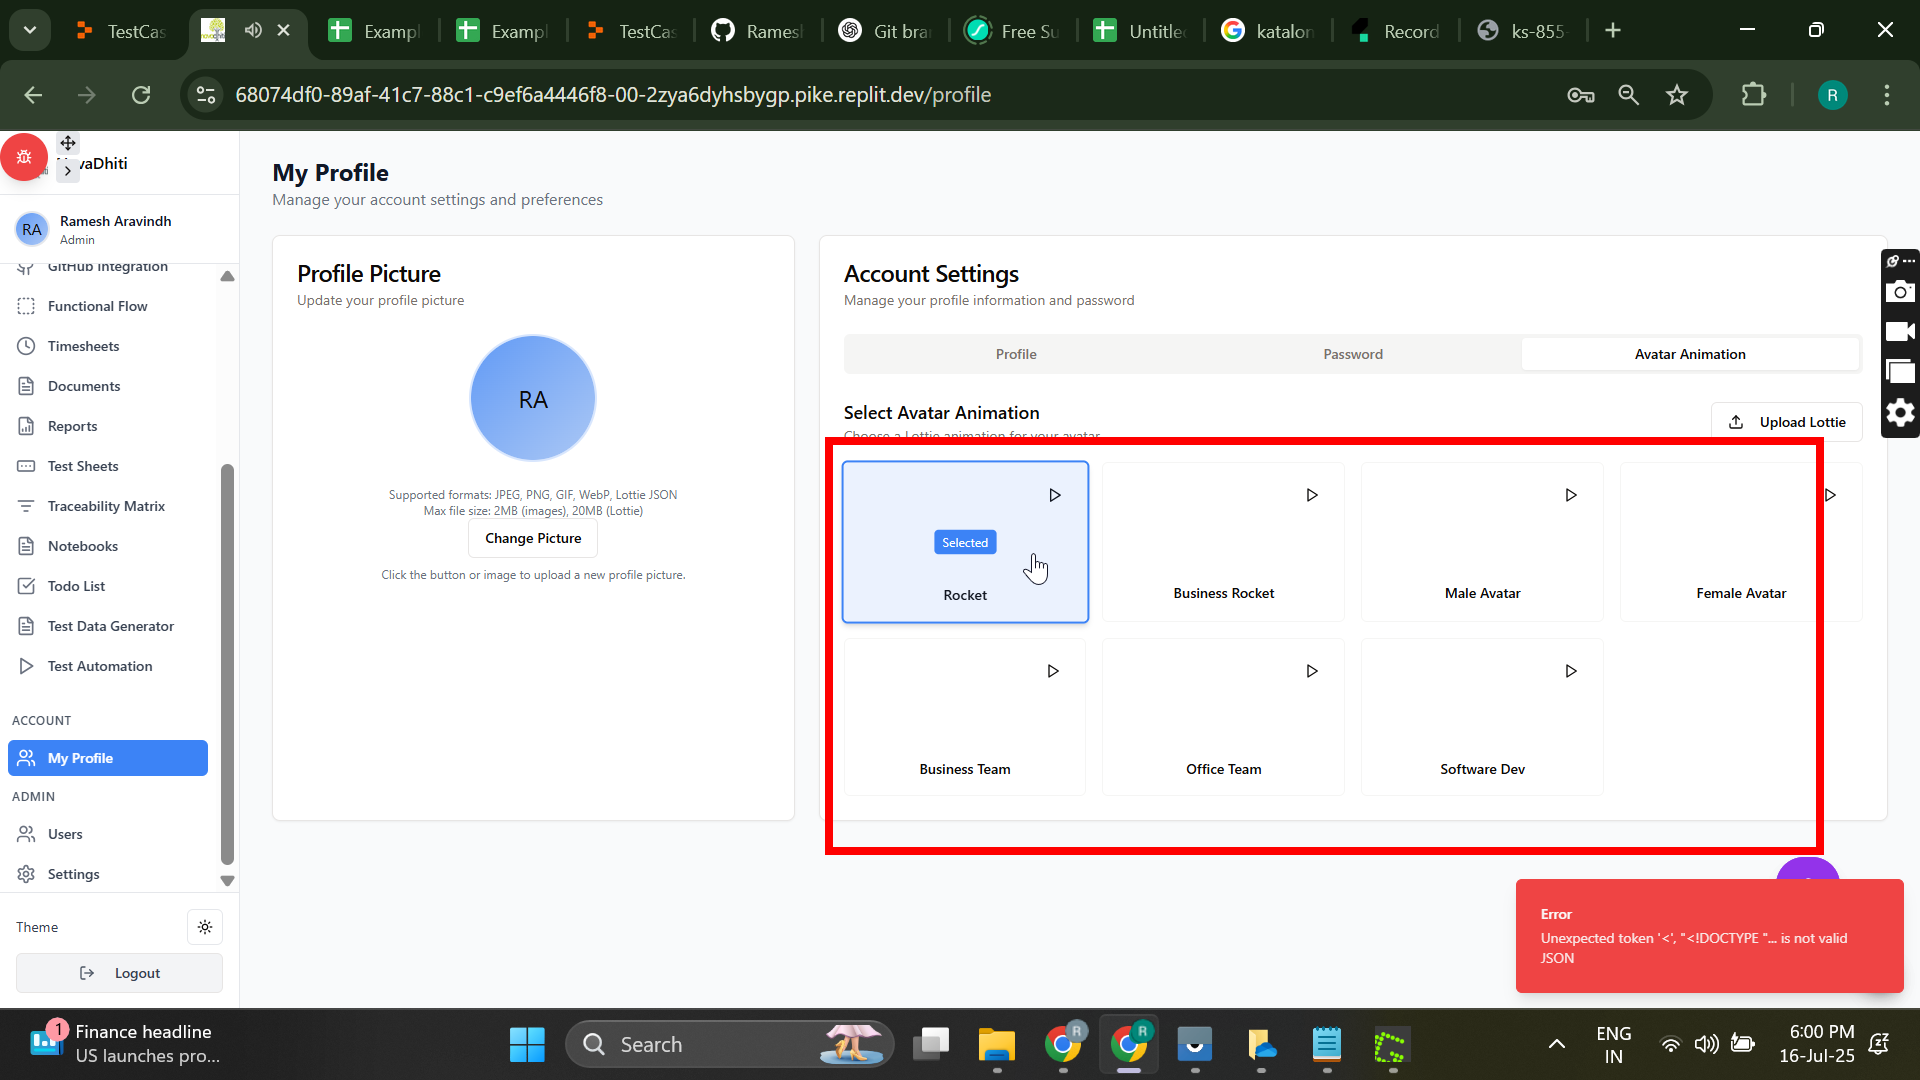 TestCas
Exampl
Exampl
TestCas
Ramesh
Git bra
Free Su
Untitled
katalon
Record
ks-855-
68074df0-89af-41c7-88c1-c9ef6a4446f8-00-2zya6dyhsbygp.pike.replit.dev/profile
R
vaDhiti
RA
Ramesh Aravindh
Admin
GitHub Integration
Functional Flow
Timesheets
Documents
Reports
Test Sheets
Traceability Matrix
Notebooks
Todo List
Test Data Generator
Test Automation
ACCOUNT
My Profile
ADMIN
Users
Settings
Theme
Logout
My Profile
Manage your account settings and preferences
Profile Picture
Update your profile picture
RA
Supported formats: JPEG, PNG, GIF, WebP, Lottie JSON
Max file size: 2MB (images), 20MB (Lottie)
Change Picture
Click the button or image to upload a new profile picture.
Account Settings
Manage your profile information and password
Profile
Password
Avatar Animation
Select Avatar Animation
Choose a Lottie animation for your avatar
Upload Lottie
Selected
Rocket
Business Rocket
Male Avatar
Female Avatar
Business Team
Office Team
Software Dev
Error
Unexpected token '<', "<!DOCTYPE "... is not valid
JSON
1
Finance headline
US launches pro...
Search
R
R
ENG
IN
6:00 PM
16-Jul-25